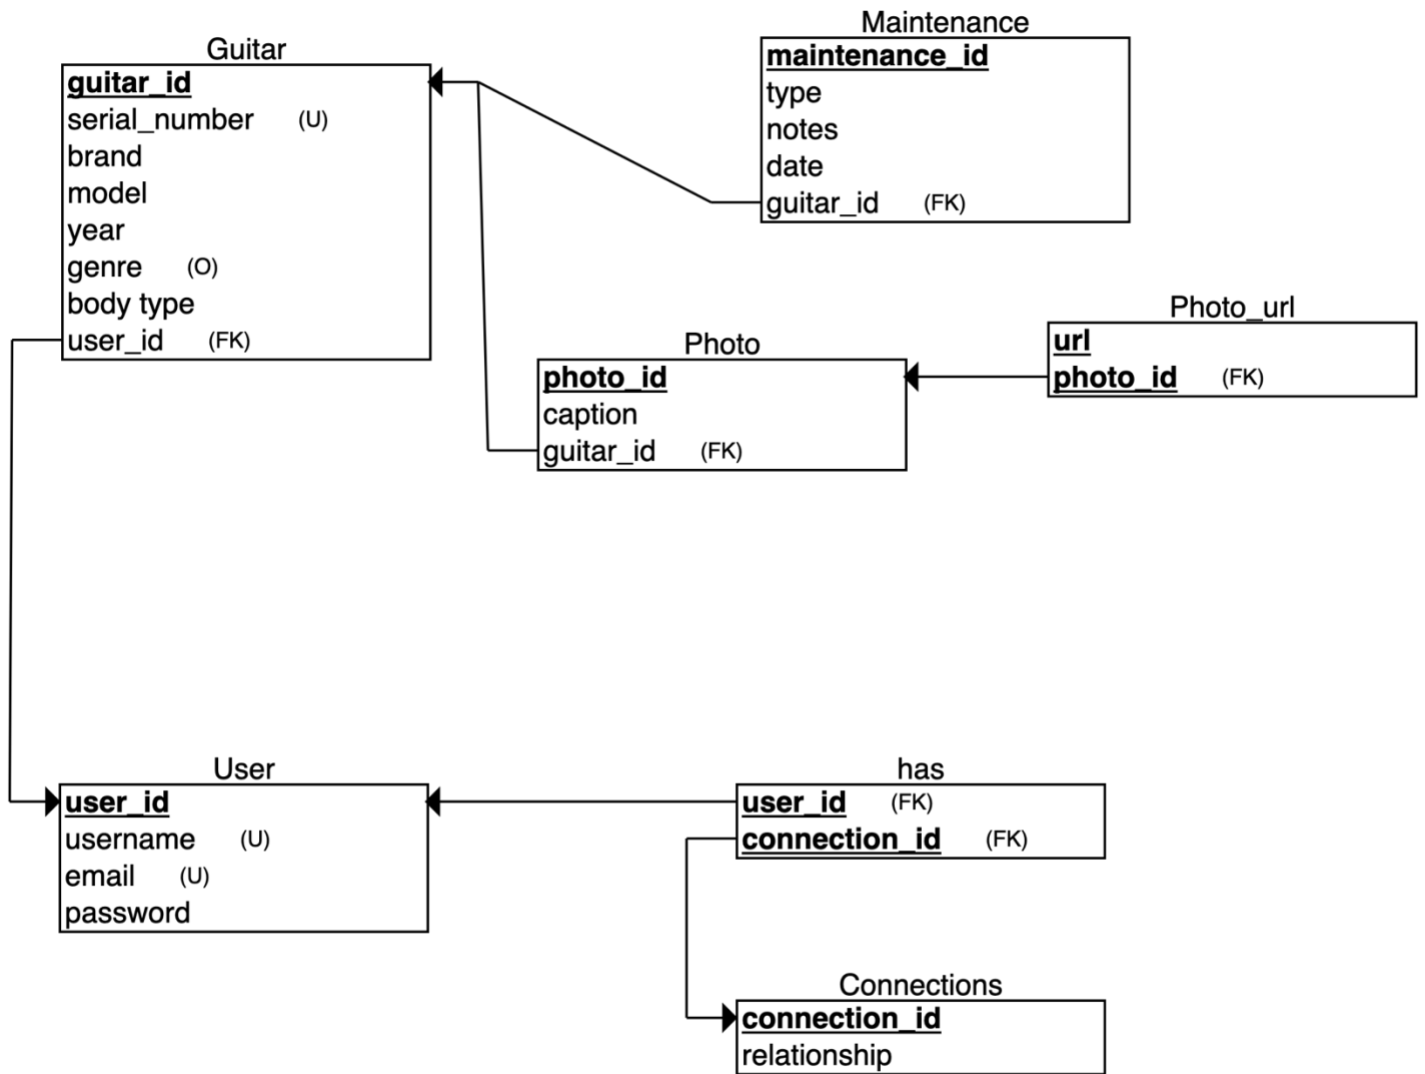 Guitar
guitar_id
serial_number (U)
brand
model
year
genre (O)
body type
user_id (FK)
Maintenance
maintenance_id
type
notes
date
guitar_id (FK)
Photo
photo_id
caption
guitar_id (FK)
Photo_url
url
photo_id (FK)
User
user_id
username (U)
email (U)
password
has
user_id (FK)
connection_id (FK)
Connections
connection_id
relationship